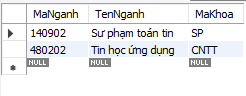 MaNganh TenNganh MaKhoa
140902 Sư phạm toán tin SP
480202 Tin học ứng dụng CNTT
NULL NULL NULL